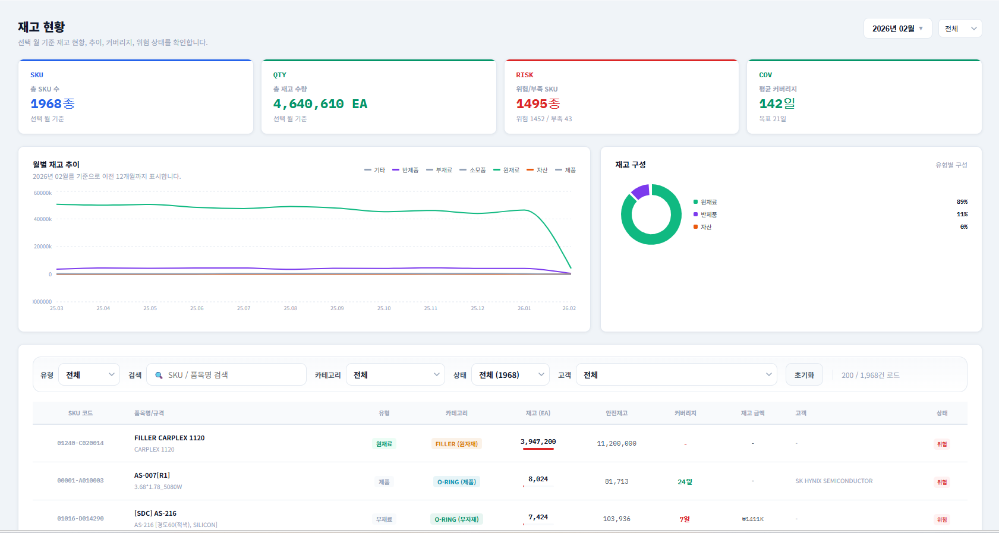 재고 현황
선택 월 기준 재고 현황, 추이, 커버리지, 위험 상태를 확인합니다.
2026년 02월 ▼
전체
SKU
총 SKU 수
1968종
선택 월 기준
QTY
총 재고 수량
4,640,610 EA
선택 월 기준
RISK
위험/부족 SKU
1495종
위험 1452 / 부족 43
COV
평균 커버리지
142일
목표 21일
월별 재고 추이
2026년 02월를 기준으로 이전 12개월까지 표시합니다.
기타 반제품 부재료 소모품 원재료 자산 제품
60000k
40000k
20000k
0
0000000
25.03 25.04 25.05 25.06 25.07 25.08 25.09 25.10 25.11 25.12 26.01 26.02
재고 구성
유형별 구성
원재료 89%
반제품 11%
자산 0%
유형 전체 검색 SKU / 품목명 검색 카테고리 전체 상태 전체 (1968) 고객 전체 초기화 200 / 1,968건 로드
SKU 코드 품목명/규격 유형 카테고리 재고 (EA) 안전재고 커버리지 재고 금액 고객 상태
01240-C020014 FILLER CARPLEX 1120 원재료 FILLER (원자재) 3,947,200 11,200,000 - - - 위험
CARPLEX 1120
00001-A010003 AS-007[R1] 제품 O-RING (제품) 8,024 81,713 24일 - SK HYNIX SEMICONDUCTOR 위험
3.68*1.78_5080W
01016-D014290 [SDC] AS-216 부재료 O-RING (부자재) 7,424 103,936 7일 ₩1411K - 위험
AS-216 [경도60(적색), SILICON]